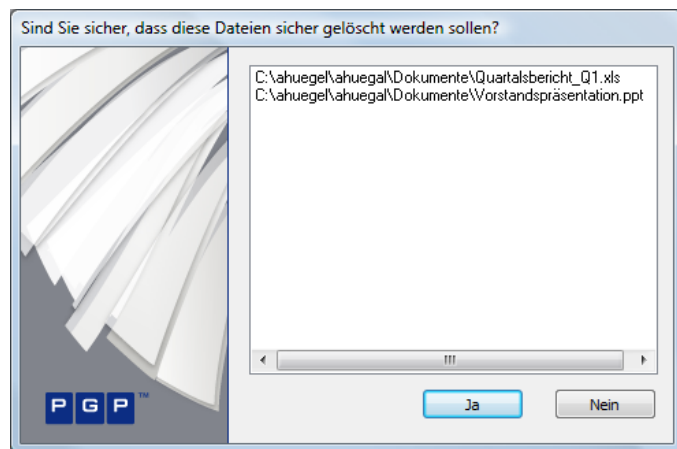 Sind Sie sicher, dass diese Dateien sicher gelöscht werden sollen?
C:\ahuegel\ahuegal\Dokumente\Quartalsbericht_Q1.xls
C:\ahuegel\ahuegal\Dokumente\Vorstandspräsentation.ppt
PGP™
Ja
Nein